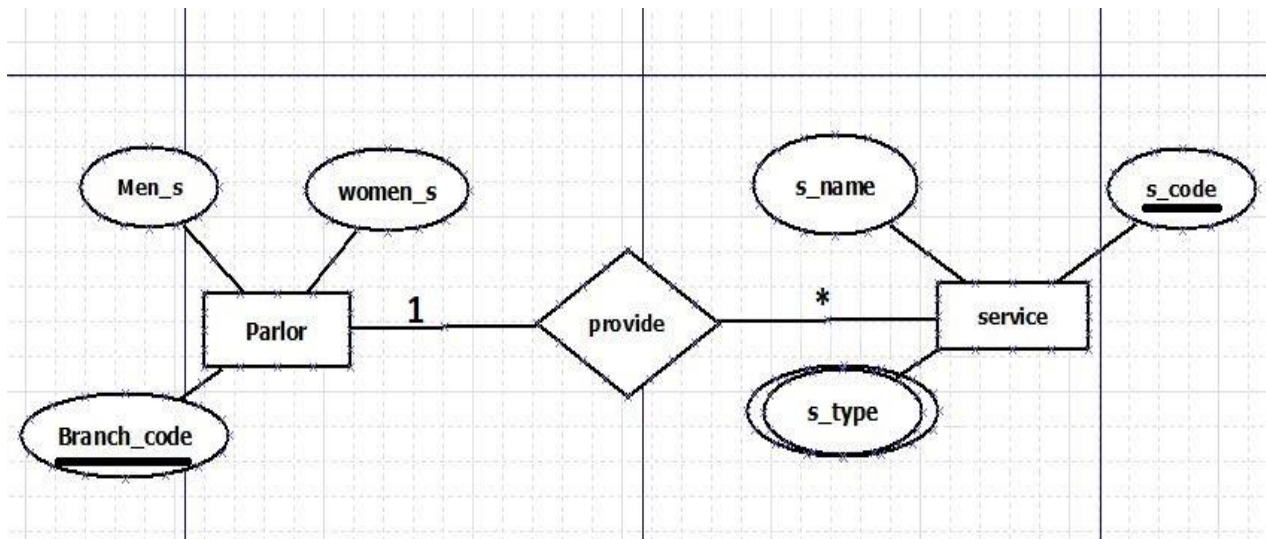 Men_s
women_s
s_name
s_code
Parlor
1
provide
*
service
Branch_code
s_type